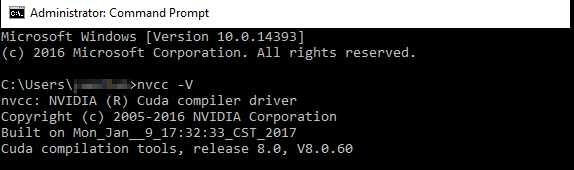 Administrator: Command Prompt
Microsoft Windows [Version 10.0.14393]
(c) 2016 Microsoft Corporation. All rights reserved.
C:\Users\ >nvcc -V
nvcc: NVIDIA (R) Cuda compiler driver
Copyright (c) 2005-2016 NVIDIA Corporation
Built on Mon_Jan__9_17:32:33_CST_2017
Cuda compilation tools, release 8.0, V8.0.60